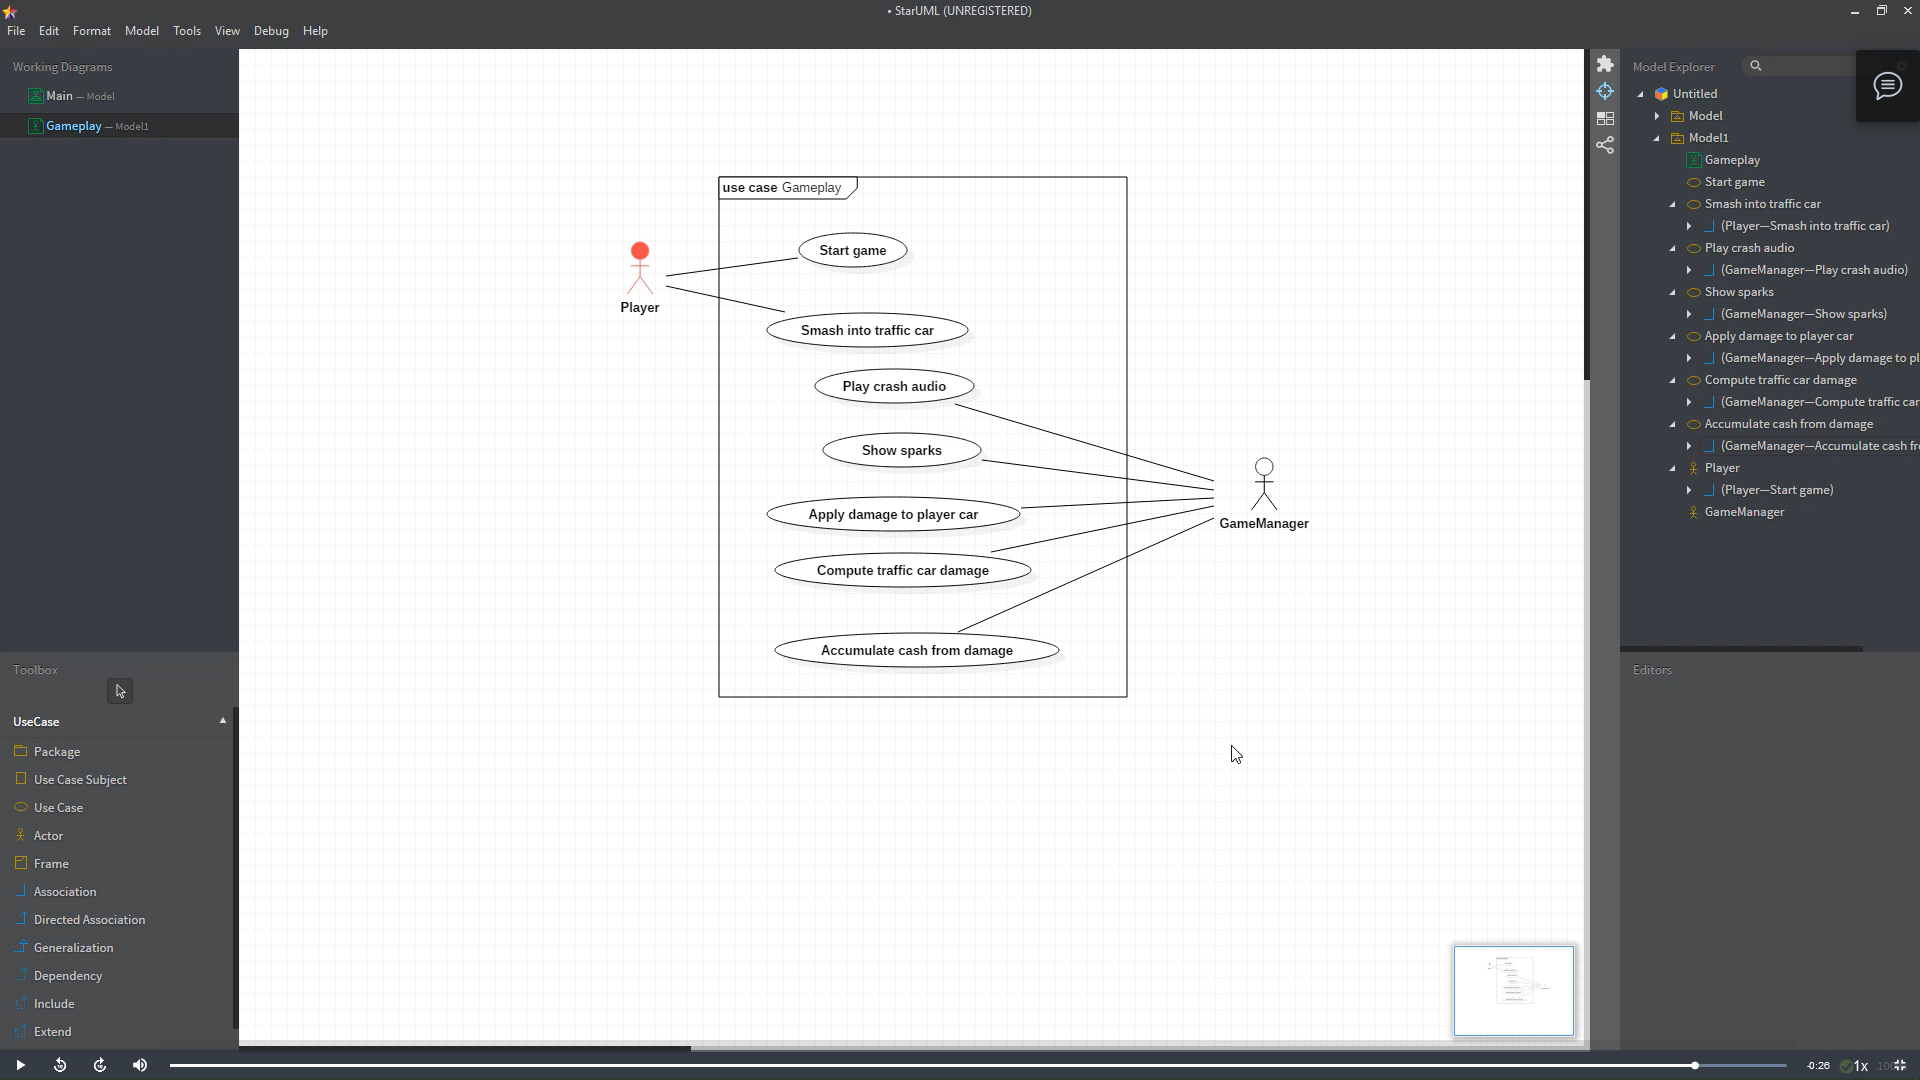 • StarUML (UNREGISTERED)
File Edit Format Model Tools View Debug Help
Working Diagrams
Main — Model
Gameplay — Model1
Toolbox
UseCase
Package
Use Case Subject
Use Case
Actor
Frame
Association
Directed Association
Generalization
Dependency
Include
Extend
use case Gameplay
Player
Start game
Smash into traffic car
Play crash audio
Show sparks
Apply damage to player car
Compute traffic car damage
Accumulate cash from damage
GameManager
Model Explorer
Untitled
Model
Model1
Gameplay
Start game
Smash into traffic car
(Player—Smash into traffic car)
Play crash audio
(GameManager—Play crash audio)
Show sparks
(GameManager—Show sparks)
Apply damage to player car
(GameManager—Apply damage to pl
Compute traffic car damage
(GameManager—Compute traffic car
Accumulate cash from damage
(GameManager—Accumulate cash fr
Player
(Player—Start game)
GameManager
Editors
-0:26 1x